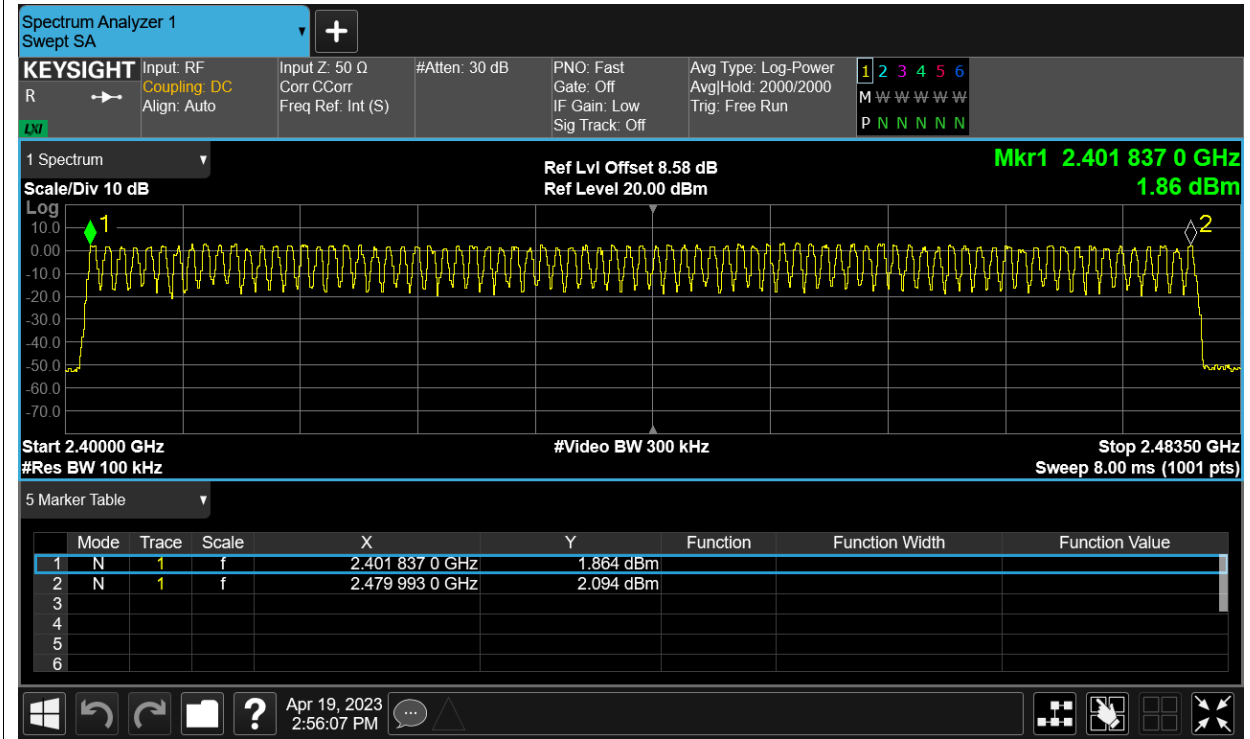 Spectrum Analyzer 1
Swept SA
KEYSIGHT
R
LXI
Input: RF
Coupling: DC
Align: Auto
Input Z: 50 Ω
Corr CCorr
Freq Ref: Int (S)
#Atten: 30 dB
PNO: Fast
Gate: Off
IF Gain: Low
Sig Track: Off
Avg Type: Log-Power
Avg|Hold: 2000/2000
Trig: Free Run
1 2 3 4 5 6
M W W W W W
P N N N N N
1 Spectrum
Scale/Div 10 dB
Ref Lvl Offset 8.58 dB
Ref Level 20.00 dBm
Mkr1 2.401 837 0 GHz
1.86 dBm
Log
10.0
0.00
-10.0
-20.0
-30.0
-40.0
-50.0
-60.0
-70.0
1
2
Start 2.40000 GHz
#Res BW 100 kHz
#Video BW 300 kHz
Stop 2.48350 GHz
Sweep 8.00 ms (1001 pts)
5 Marker Table
Mode Trace Scale X Y Function Function Width Function Value
1 N 1 f 2.401 837 0 GHz 1.864 dBm
2 N 1 f 2.479 993 0 GHz 2.094 dBm
3
4
5
6
?
Apr 19, 2023
2:56:07 PM